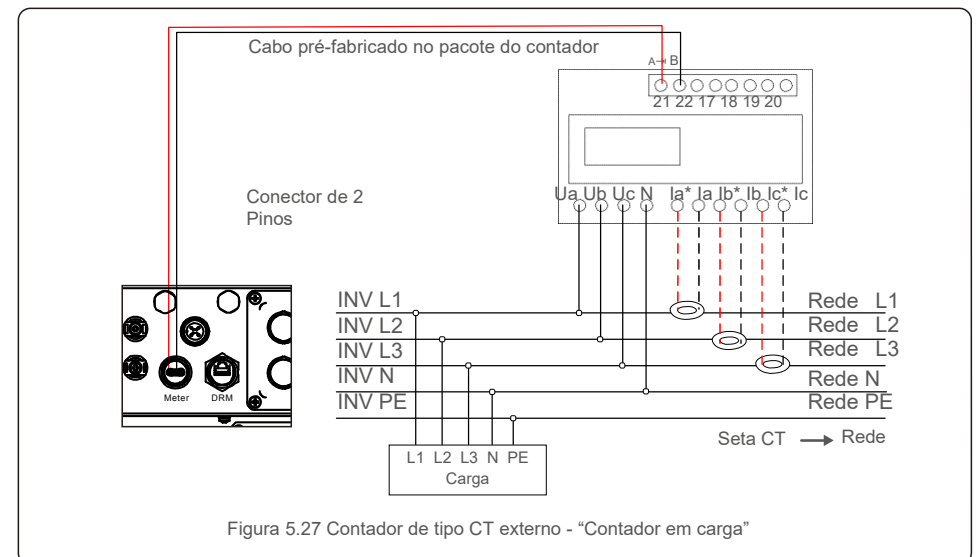 Cabo pré-fabricado no pacote do contador
A B
21 22 17 18 19 20
Conector de 2
Pinos
Ua Ub Uc N Ia* Ia Ib* Ib Ic* Ic
INV L1 Rede L1
INV L2 Rede L2
INV L3 Rede L3
INV N Rede N
INV PE Rede PE
Meter DRM
Seta CT → Rede
L1 L2 L3 N PE
Carga
Figura 5.27 Contador de tipo CT externo - “Contador em carga”